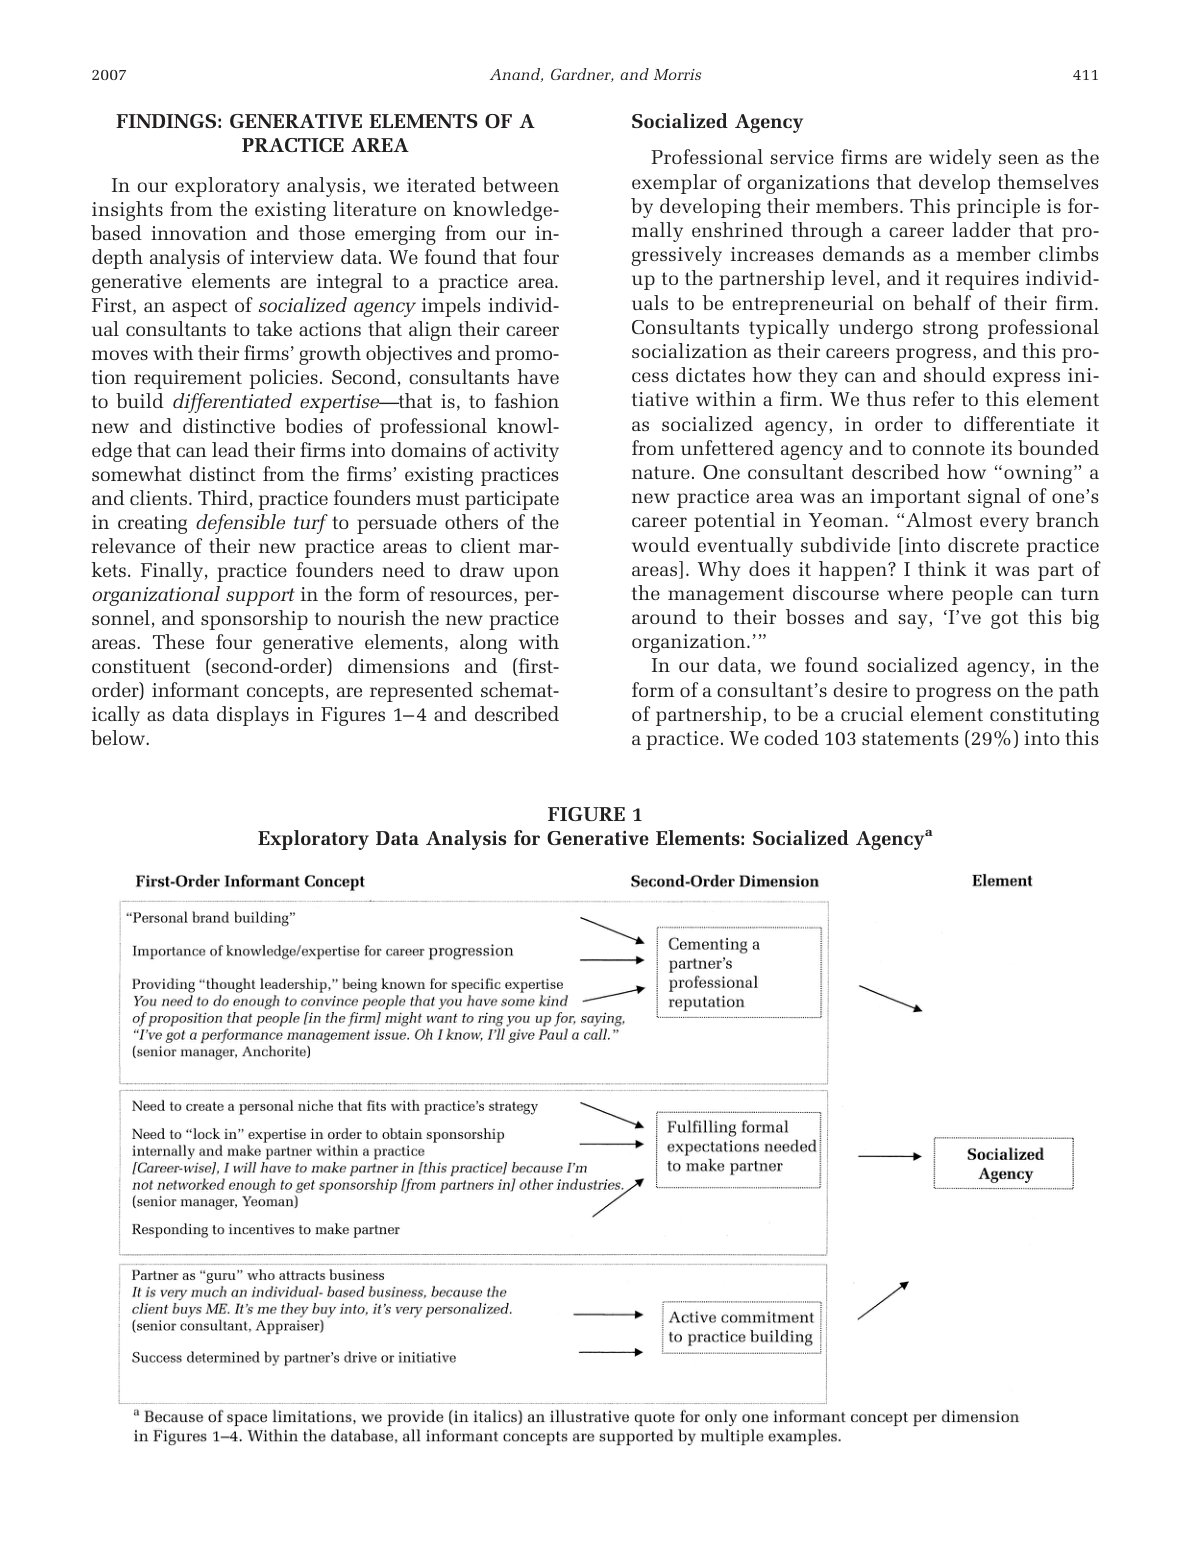 2007
Anand, Gardner, and Morris
411
FINDINGS: GENERATIVE ELEMENTS OF A
PRACTICE AREA
In our exploratory analysis, we iterated between
insights from the existing literature on knowledge-
based innovation and those emerging from our in-
depth analysis of interview data. We found that four
generative elements are integral to a practice area.
First, an aspect of socialized agency impels individ-
ual consultants to take actions that align their career
moves with their firms’ growth objectives and promo-
tion requirement policies. Second, consultants have
to build differentiated expertise—that is, to fashion
new and distinctive bodies of professional knowl-
edge that can lead their firms into domains of activity
somewhat distinct from the firms’ existing practices
and clients. Third, practice founders must participate
in creating defensible turf to persuade others of the
relevance of their new practice areas to client mar-
kets. Finally, practice founders need to draw upon
organizational support in the form of resources, per-
sonnel, and sponsorship to nourish the new practice
areas. These four generative elements, along with
constituent (second-order) dimensions and (first-
order) informant concepts, are represented schemat-
ically as data displays in Figures 1–4 and described
below.
Socialized Agency
Professional service firms are widely seen as the
exemplar of organizations that develop themselves
by developing their members. This principle is for-
mally enshrined through a career ladder that pro-
gressively increases demands as a member climbs
up to the partnership level, and it requires individ-
uals to be entrepreneurial on behalf of their firm.
Consultants typically undergo strong professional
socialization as their careers progress, and this pro-
cess dictates how they can and should express ini-
tiative within a firm. We thus refer to this element
as socialized agency, in order to differentiate it
from unfettered agency and to connote its bounded
nature. One consultant described how “owning” a
new practice area was an important signal of one’s
career potential in Yeoman. “Almost every branch
would eventually subdivide [into discrete practice
areas]. Why does it happen? I think it was part of
the management discourse where people can turn
around to their bosses and say, ‘I’ve got this big
organization.’”
In our data, we found socialized agency, in the
form of a consultant’s desire to progress on the path
of partnership, to be a crucial element constituting
a practice. We coded 103 statements (29%) into this
FIGURE 1
Exploratory Data Analysis for Generative Elements: Socialized Agencyᵃ
First-Order Informant Concept
Second-Order Dimension
Element
“Personal brand building”
Importance of knowledge/expertise for career progression
Providing “thought leadership,” being known for specific expertise
You need to do enough to convince people that you have some kind
of proposition that people [in the firm] might want to ring you up for, saying,
“I’ve got a performance management issue. Oh I know, I’ll give Paul a call.”
(senior manager, Anchorite)
Cementing a
partner’s
professional
reputation
Need to create a personal niche that fits with practice’s strategy
Need to “lock in” expertise in order to obtain sponsorship
internally and make partner within a practice
[Career-wise], I will have to make partner in [this practice] because I’m
not networked enough to get sponsorship [from partners in] other industries.
(senior manager, Yeoman)
Responding to incentives to make partner
Fulfilling formal
expectations needed
to make partner
Socialized
Agency
Partner as “guru” who attracts business
It is very much an individual- based business, because the
client buys ME. It’s me they buy into, it’s very personalized.
(senior consultant, Appraiser)
Success determined by partner’s drive or initiative
Active commitment
to practice building
ᵃ Because of space limitations, we provide (in italics) an illustrative quote for only one informant concept per dimension
in Figures 1–4. Within the database, all informant concepts are supported by multiple examples.